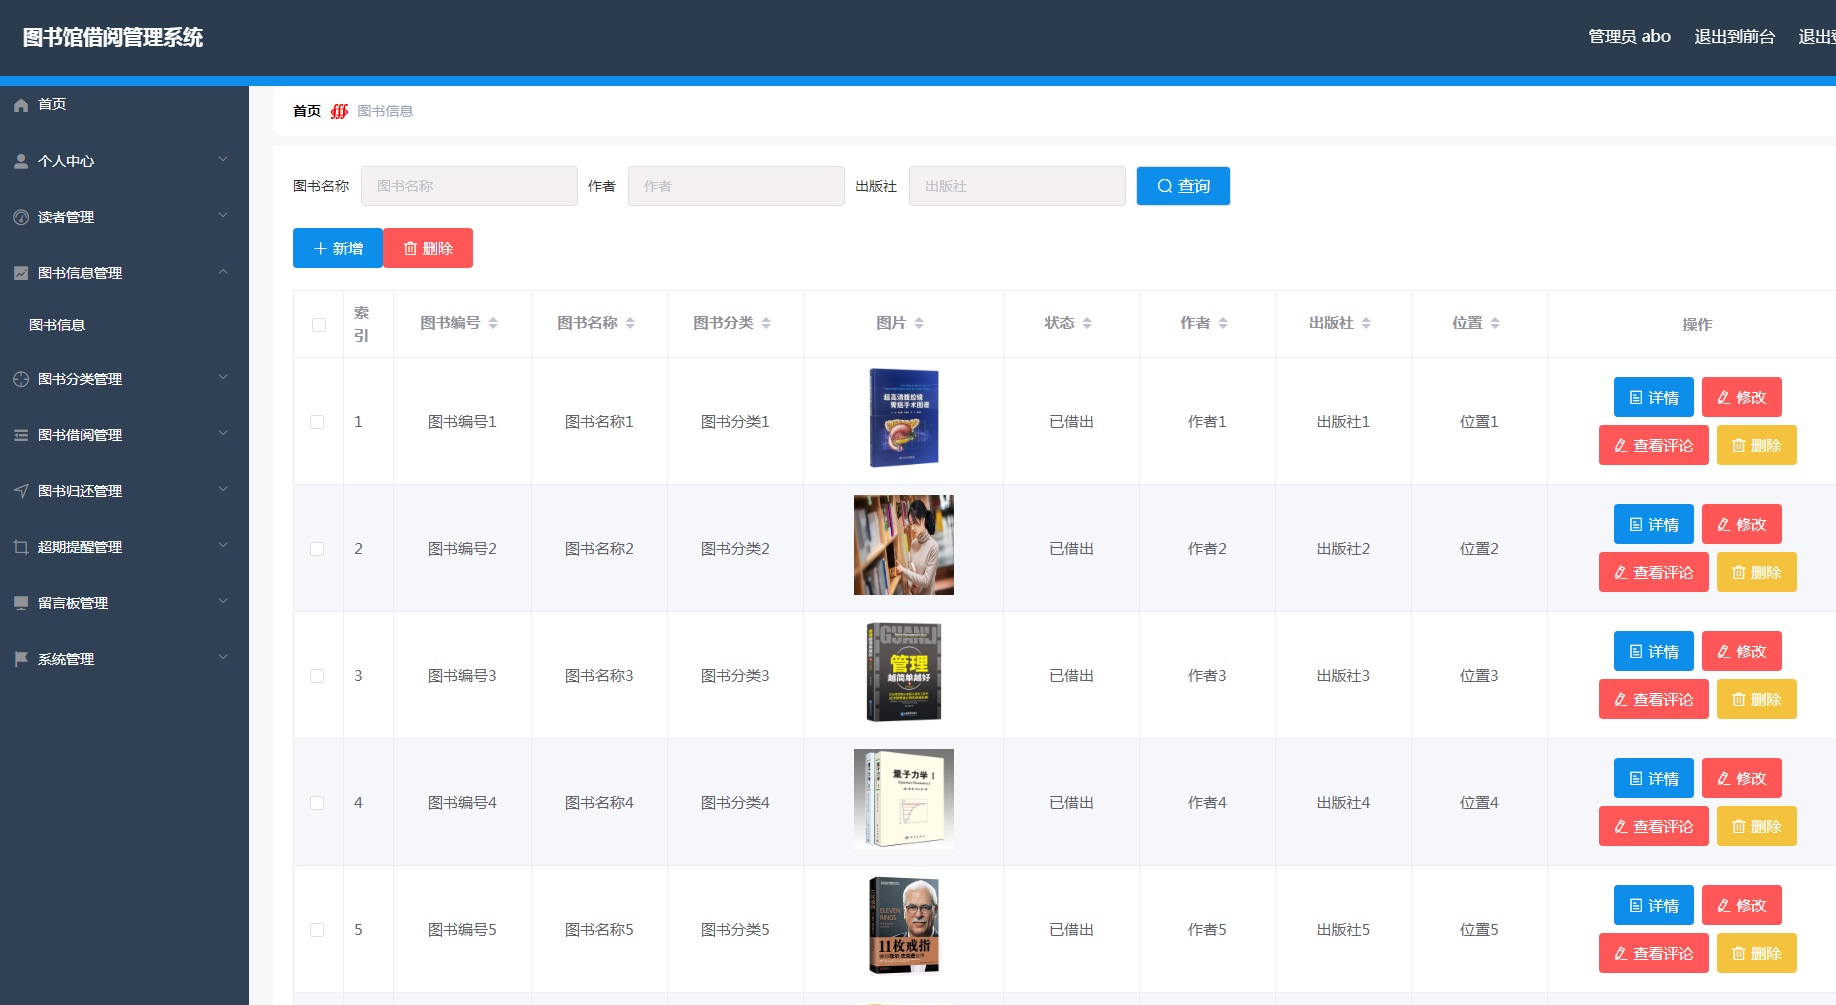 图书馆借阅管理系统
管理员 abo 退出到前台 退出
首页
个人中心
读者管理
图书信息管理
图书信息
图书分类管理
图书借阅管理
图书归还管理
超期提醒管理
留言板管理
系统管理
首页 图书信息
图书名称 图书名称 作者 作者 出版社 出版社 查询
新增 删除
索引 图书编号 图书名称 图书分类 图片 状态 作者 出版社 位置 操作
1 图书编号1 图书名称1 图书分类1 已借出 作者1 出版社1 位置1
超高清腹腔镜
胃癌手术图谱
详情 修改
查看评论 删除
2 图书编号2 图书名称2 图书分类2 已借出 作者2 出版社2 位置2
详情 修改
查看评论 删除
3 图书编号3 图书名称3 图书分类3 已借出 作者3 出版社3 位置3
GUANLI
管理
越简单越好
详情 修改
查看评论 删除
4 图书编号4 图书名称4 图书分类4 已借出 作者4 出版社4 位置4
量子力学 I
详情 修改
查看评论 删除
5 图书编号5 图书名称5 图书分类5 已借出 作者5 出版社5 位置5
ELEVEN
RINGS
11枚戒指
详情 修改
查看评论 删除